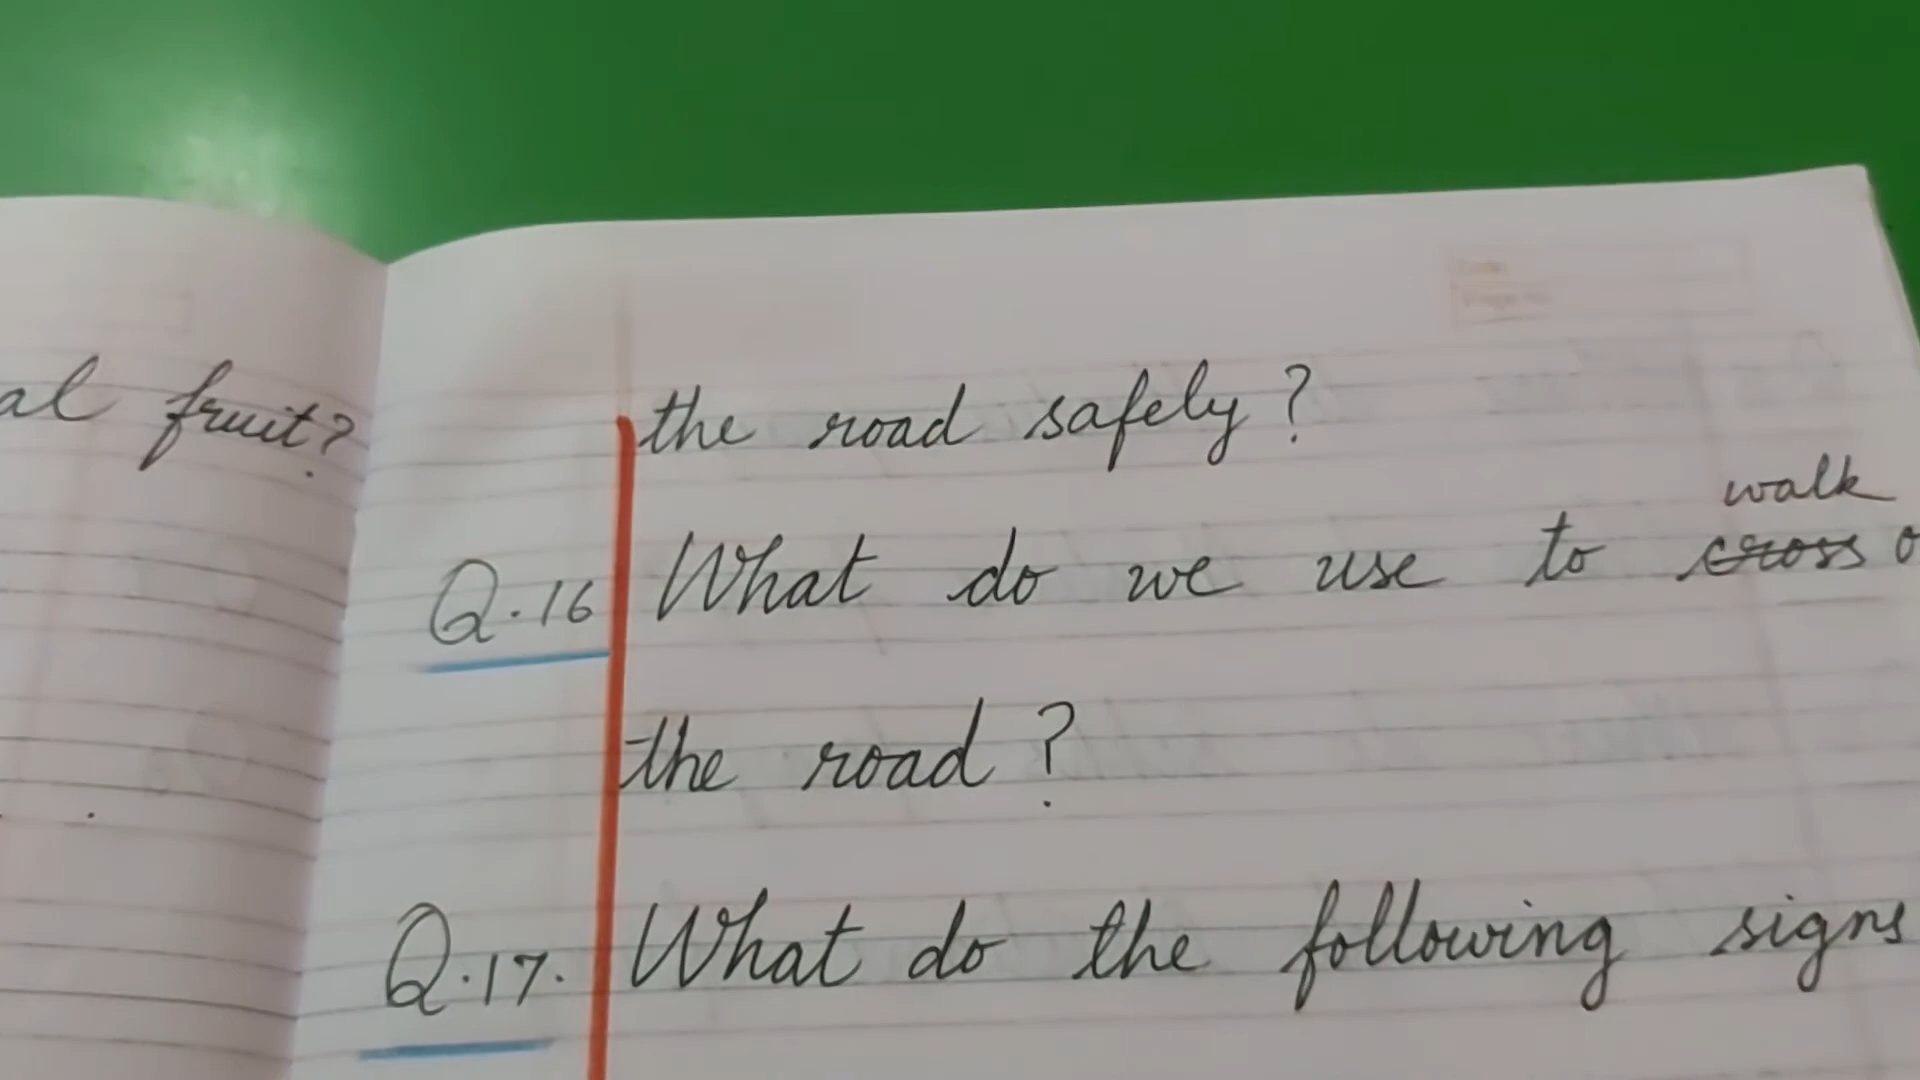 al fruit?
the road safely?
walk
Q.16 What do we use to cross o
the road?
Q.17. What do the following signs